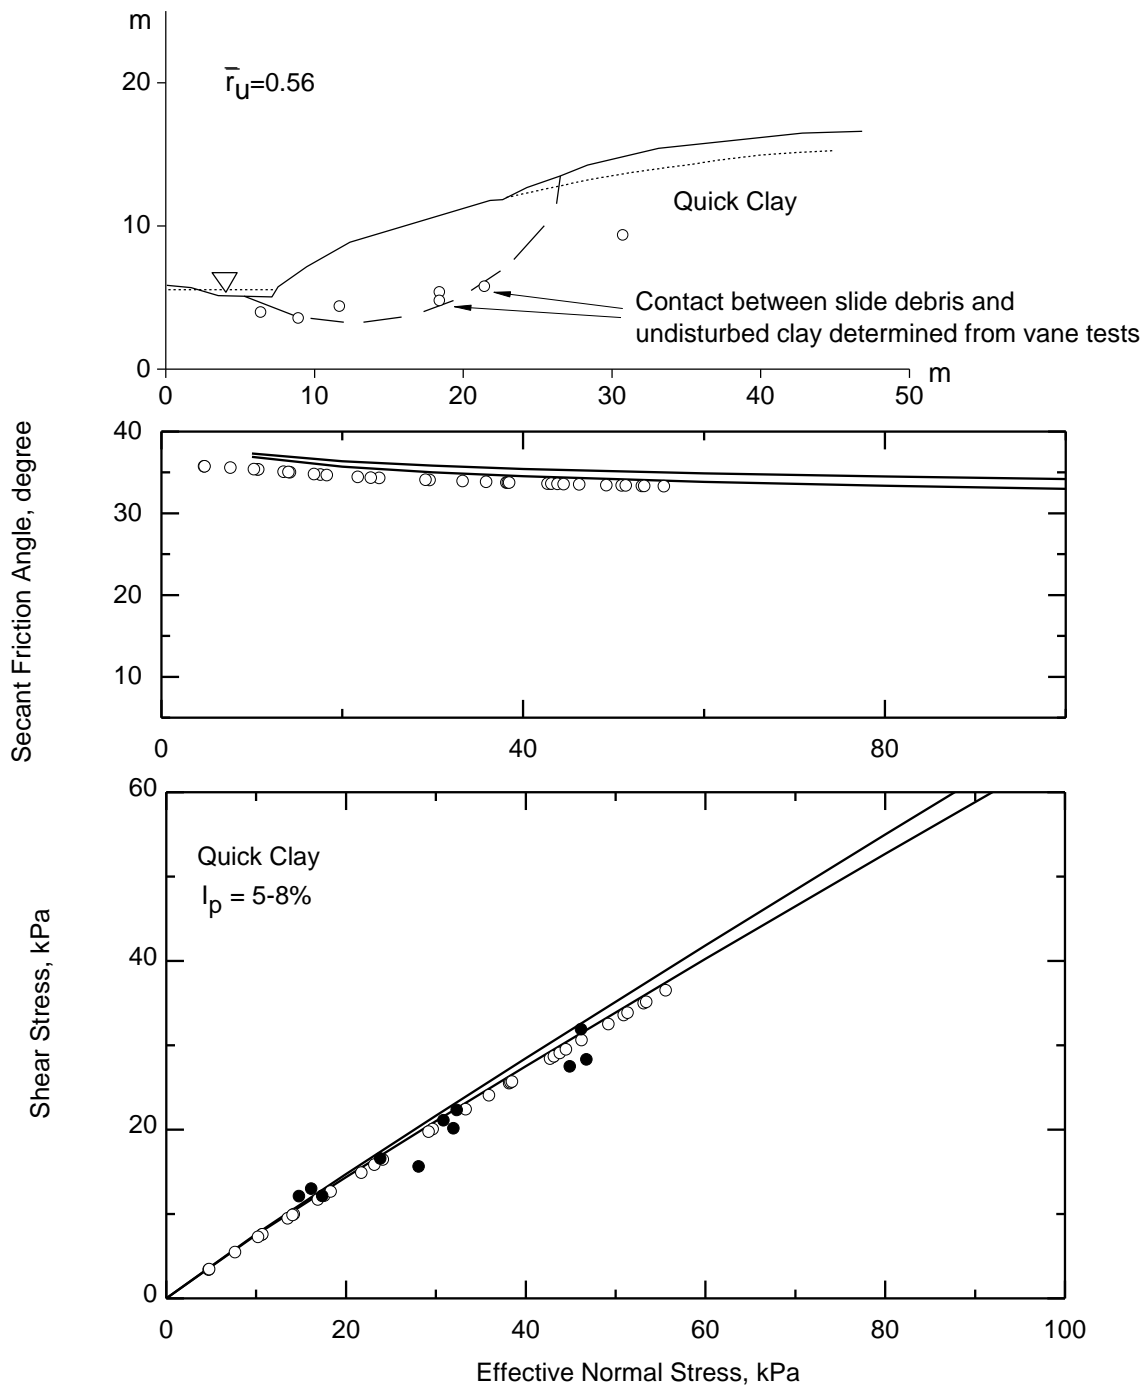 m
20
r̅u=0.56
Quick Clay
10
Contact between slide debris and
undisturbed clay determined from vane tests
0
0 10 20 30 40 50 m
40
30
20
10
Secant Friction Angle, degree
0 40 80
60
Quick Clay
Ip = 5-8%
40
20
0
Shear Stress, kPa
0 20 40 60 80 100
Effective Normal Stress, kPa